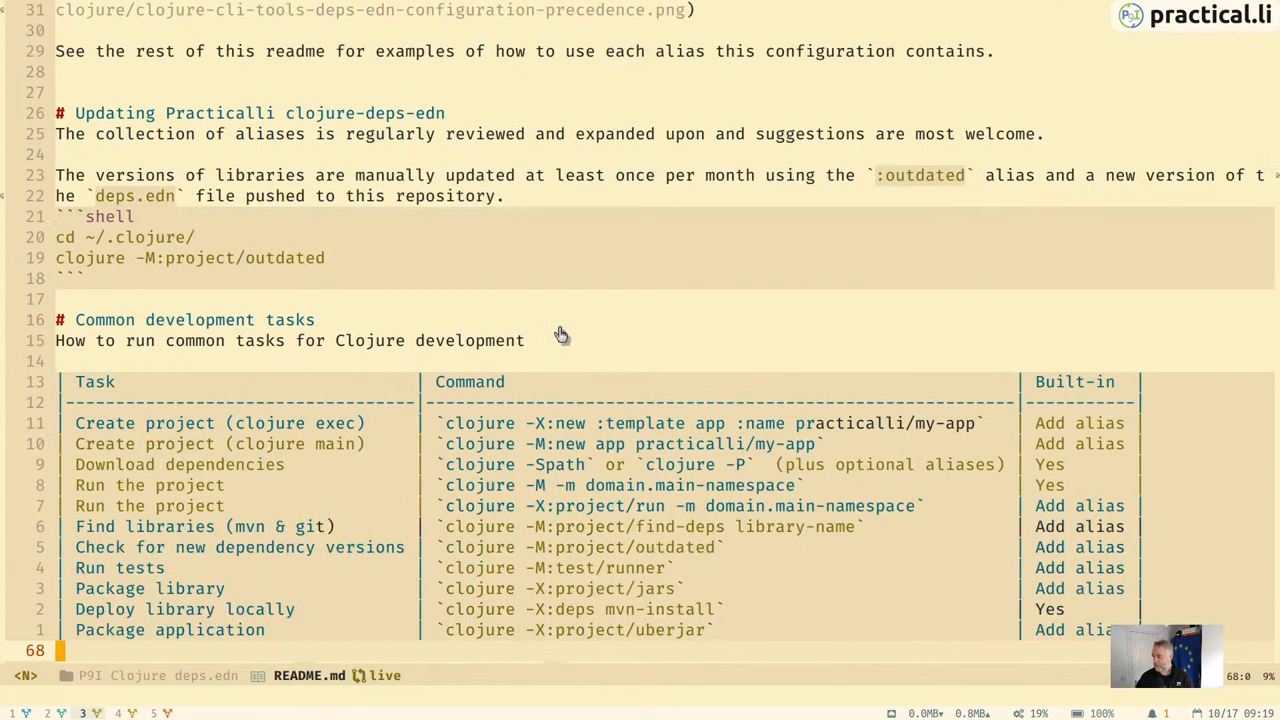 practical.li
31 clojure/clojure-cli-tools-deps-edn-configuration-precedence.png)
30
29 See the rest of this readme for examples of how to use each alias this configuration contains.
28
27
26 # Updating Practicalli clojure-deps-edn
25 The collection of aliases is regularly reviewed and expanded upon and suggestions are most welcome.
24
23 The versions of libraries are manually updated at least once per month using the `:outdated` alias and a new version of t
22 he `deps.edn` file pushed to this repository.
21 ```shell
20 cd ~/.clojure/
19 clojure -M:project/outdated
18 ```
17
16 # Common development tasks
15 How to run common tasks for Clojure development
14
13 | Task | Command | Built-in |
12 |-----------------------------------|-----------------------------------------------------------|-----------|
11 | Create project (clojure exec) | `clojure -X:new :template app :name practicalli/my-app` | Add alias |
10 | Create project (clojure main) | `clojure -M:new app practicalli/my-app` | Add alias |
9 | Download dependencies | `clojure -Spath` or `clojure -P` (plus optional aliases) | Yes |
8 | Run the project | `clojure -M -m domain.main-namespace` | Yes |
7 | Run the project | `clojure -X:project/run -m domain.main-namespace` | Add alias |
6 | Find libraries (mvn & git) | `clojure -M:project/find-deps library-name` | Add alias |
5 | Check for new dependency versions | `clojure -M:project/outdated` | Add alias |
4 | Run tests | `clojure -M:test/runner` | Add alias |
3 | Package library | `clojure -X:project/jars` | Add alias |
2 | Deploy library locally | `clojure -X:deps mvn-install` | Yes |
1 | Package application | `clojure -X:project/uberjar` | Add alia
68
<N> P9I Clojure deps.edn README.md live 68:0 9%
1 2 3 4 5 0.0MB 0.8MB 19% 100% 1 10/17 09:19